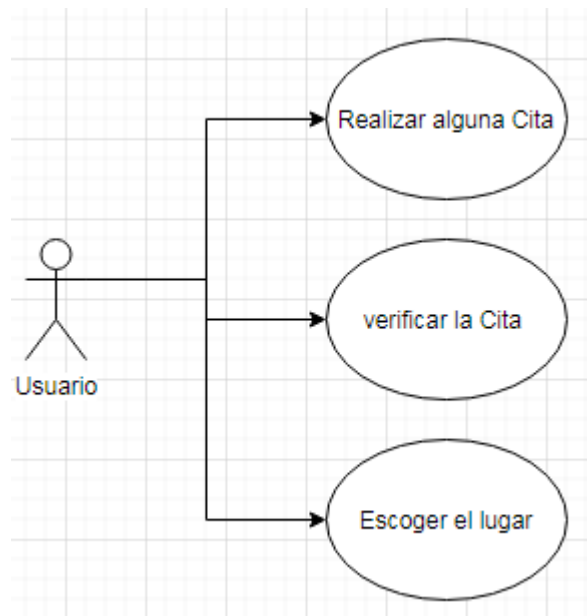 Realizar alguna Cita
verificar la Cita
Usuario
Escoger el lugar